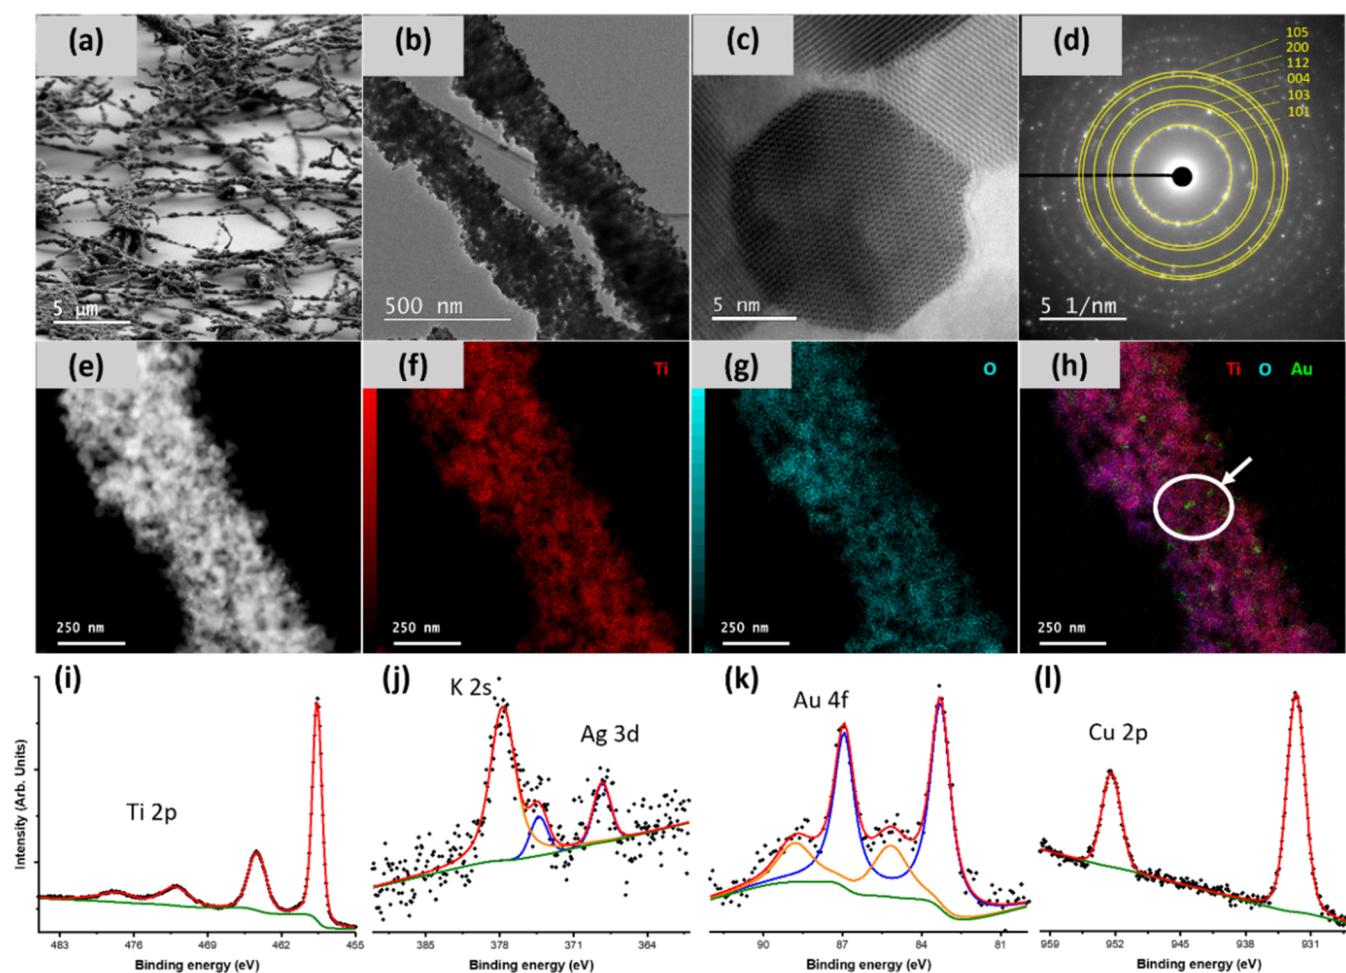 (a)
5 µm
(b)
500 nm
(c)
5 nm
(d)
105
200
112
004
103
101
5 1/nm
(e)
250 nm
(f)
Ti
250 nm
(g)
O
250 nm
(h)
Ti O Au
250 nm
(i)
Ti 2p
Intensity (Arb. Units)
483 476 469 462 455
Binding energy (eV)
(j)
K 2s
Ag 3d
385 378 371 364
Binding energy (eV)
(k)
Au 4f
90 87 84 81
Binding energy (eV)
(l)
Cu 2p
959 952 945 938 931
Binding energy (eV)